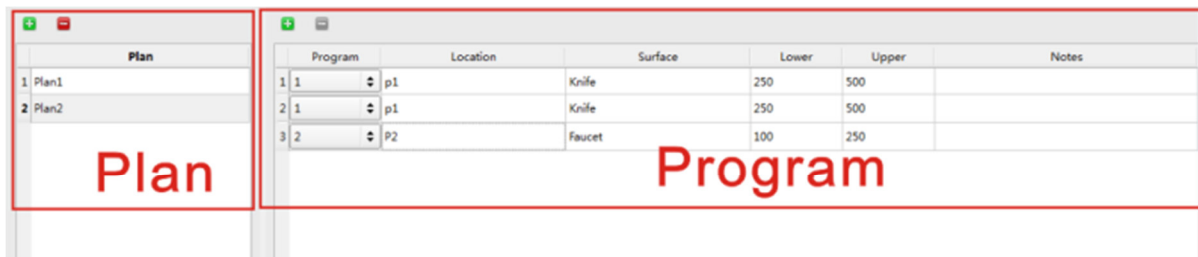 Plan
1 Plan1
2 Plan2
Plan
Program Location Surface Lower Upper Notes
1 1 p1 Knife 250 500
2 1 p1 Knife 250 500
3 2 P2 Faucet 100 250
Program